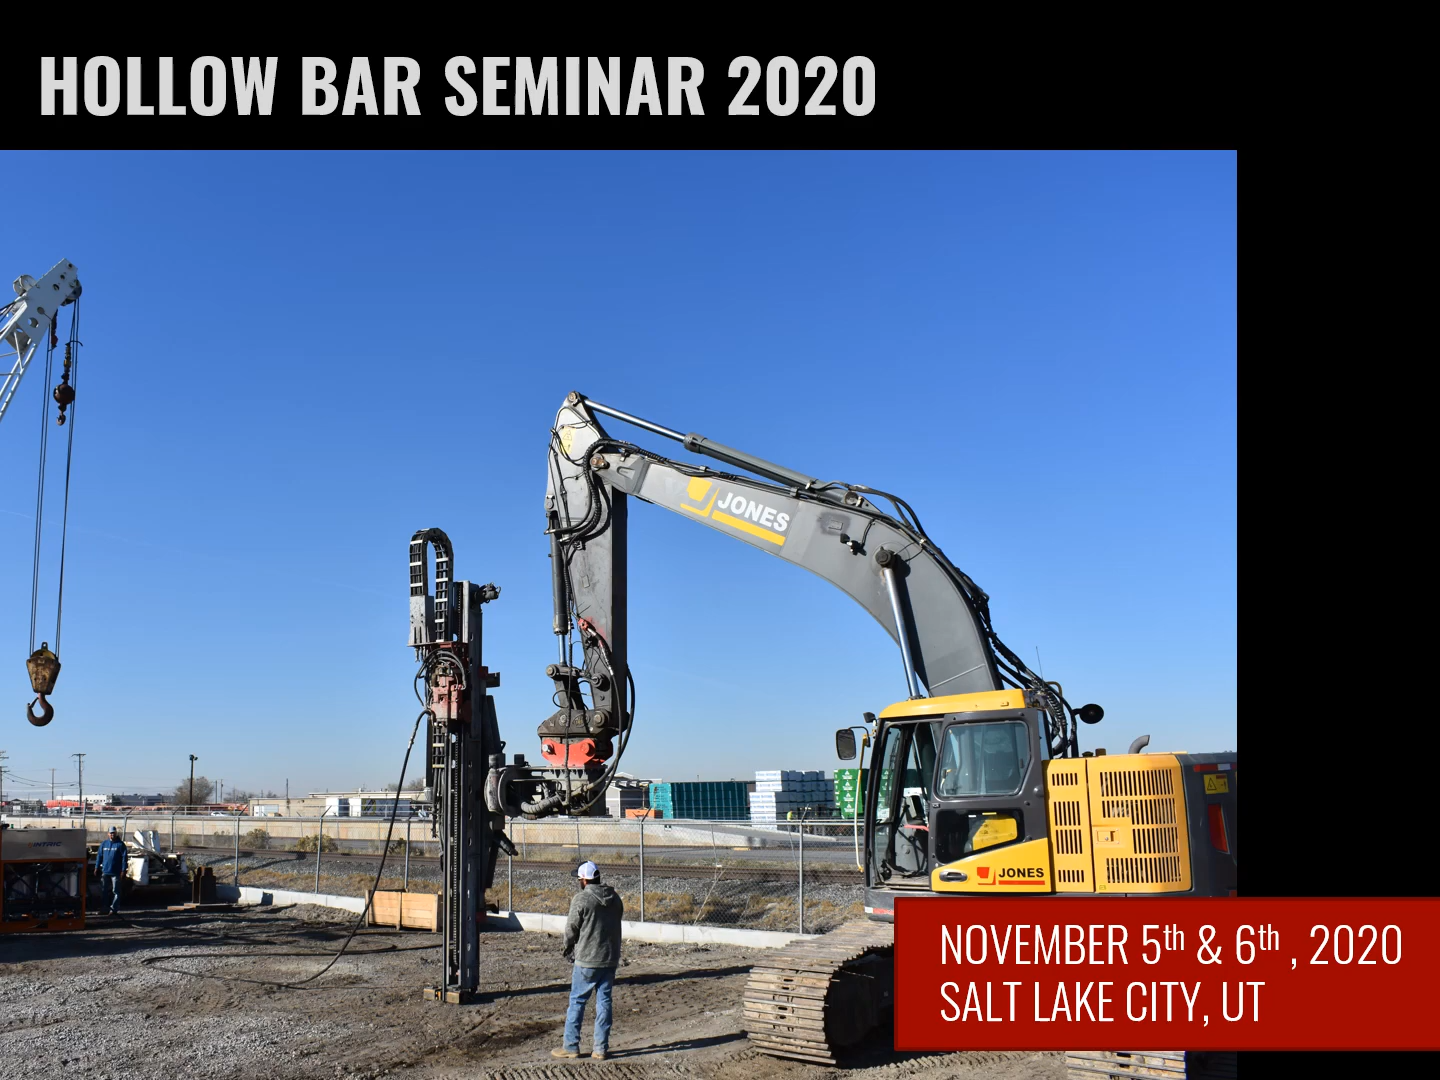 HOLLOW BAR SEMINAR 2020
JONES
JONES
NOVEMBER 5th & 6th , 2020
SALT LAKE CITY, UT